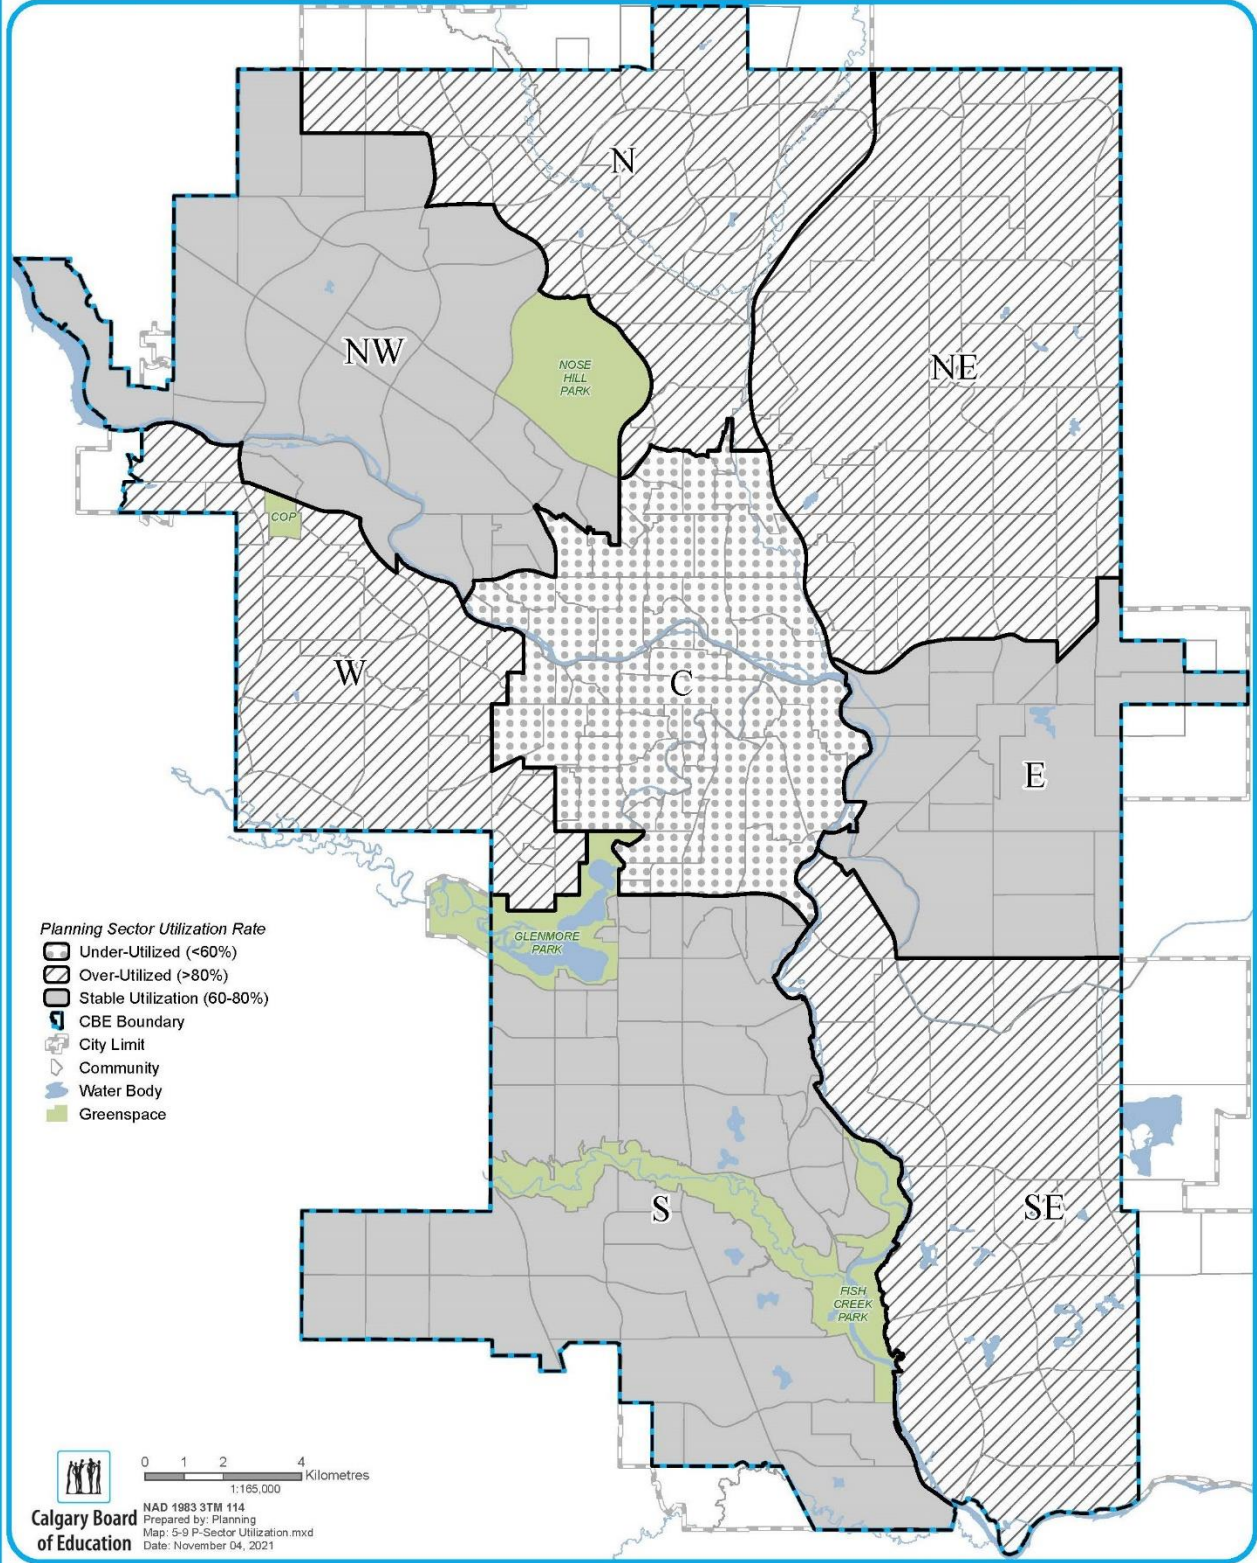 N
NW
NOSE
HILL
PARK
NE
COP
W
C
E
Planning Sector Utilization Rate
Under-Utilized (<60%)
Over-Utilized (>80%)
Stable Utilization (60-80%)
CBE Boundary
City Limit
Community
Water Body
Greenspace
GLENMORE
PARK
S
SE
FISH
CREEK
PARK
0 1 2 4
Kilometres
1:165,000
Calgary Board
of Education
NAD 1983 3TM 114
Prepared by: Planning
Map: 5-9 P-Sector Utilization.mxd
Date: November 04, 2021